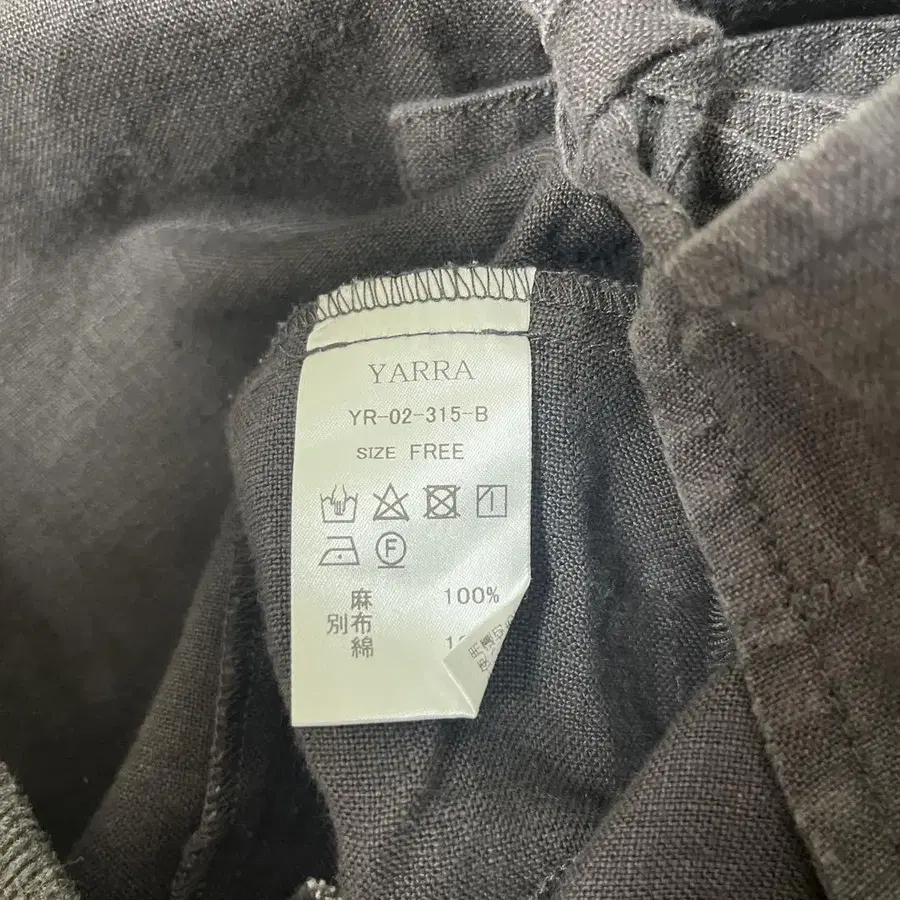 YARRA
YR-02-315-B
SIZE FREE
F
麻 100%
別布
綿